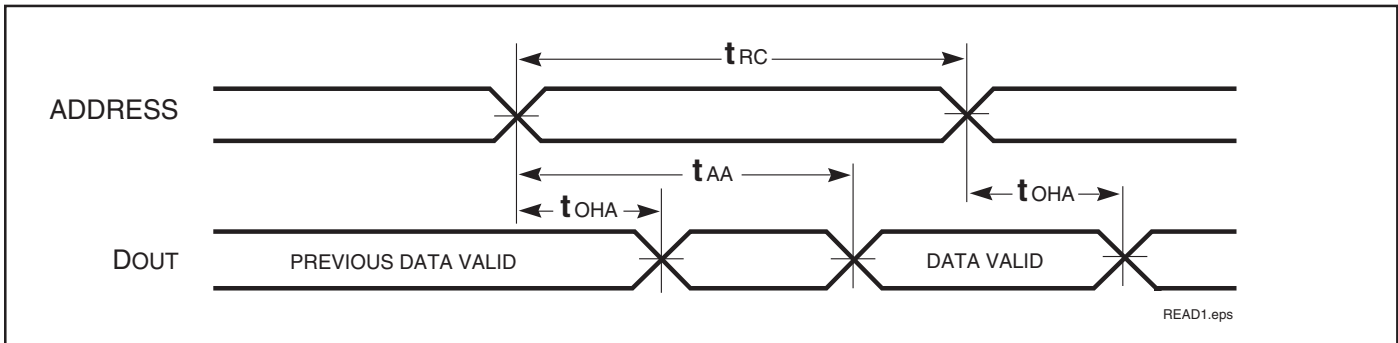 tRC
ADDRESS
tAA
tOHA
tOHA
DOUT
PREVIOUS DATA VALID
DATA VALID
READ1.eps